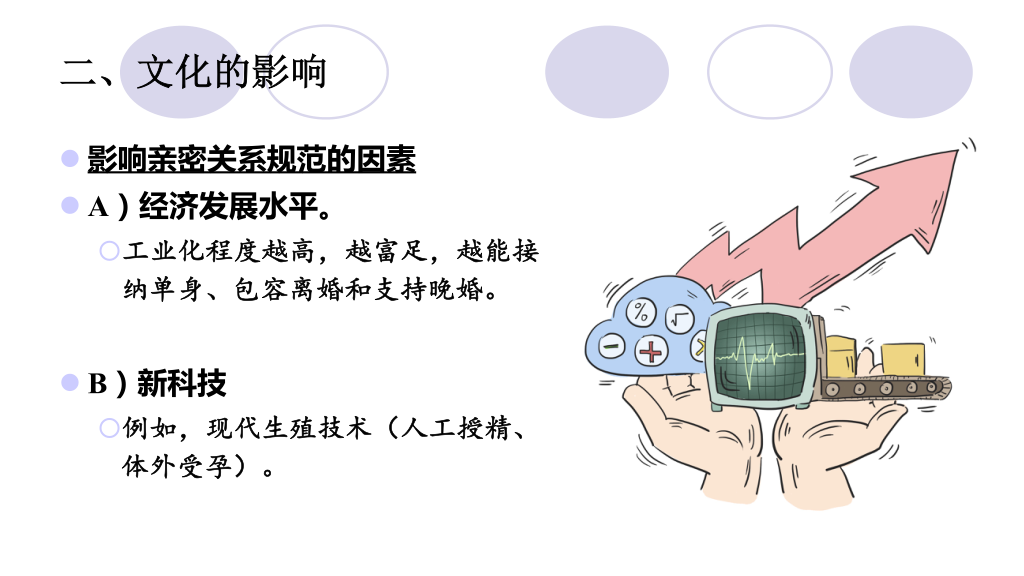 二、文化的影响
影响亲密关系规范的因素
A）经济发展水平。
工业化程度越高，越富足，越能接
纳单身、包容离婚和支持晚婚。
B）新科技
例如，现代生殖技术（人工授精、
体外受孕）。
% √
− +